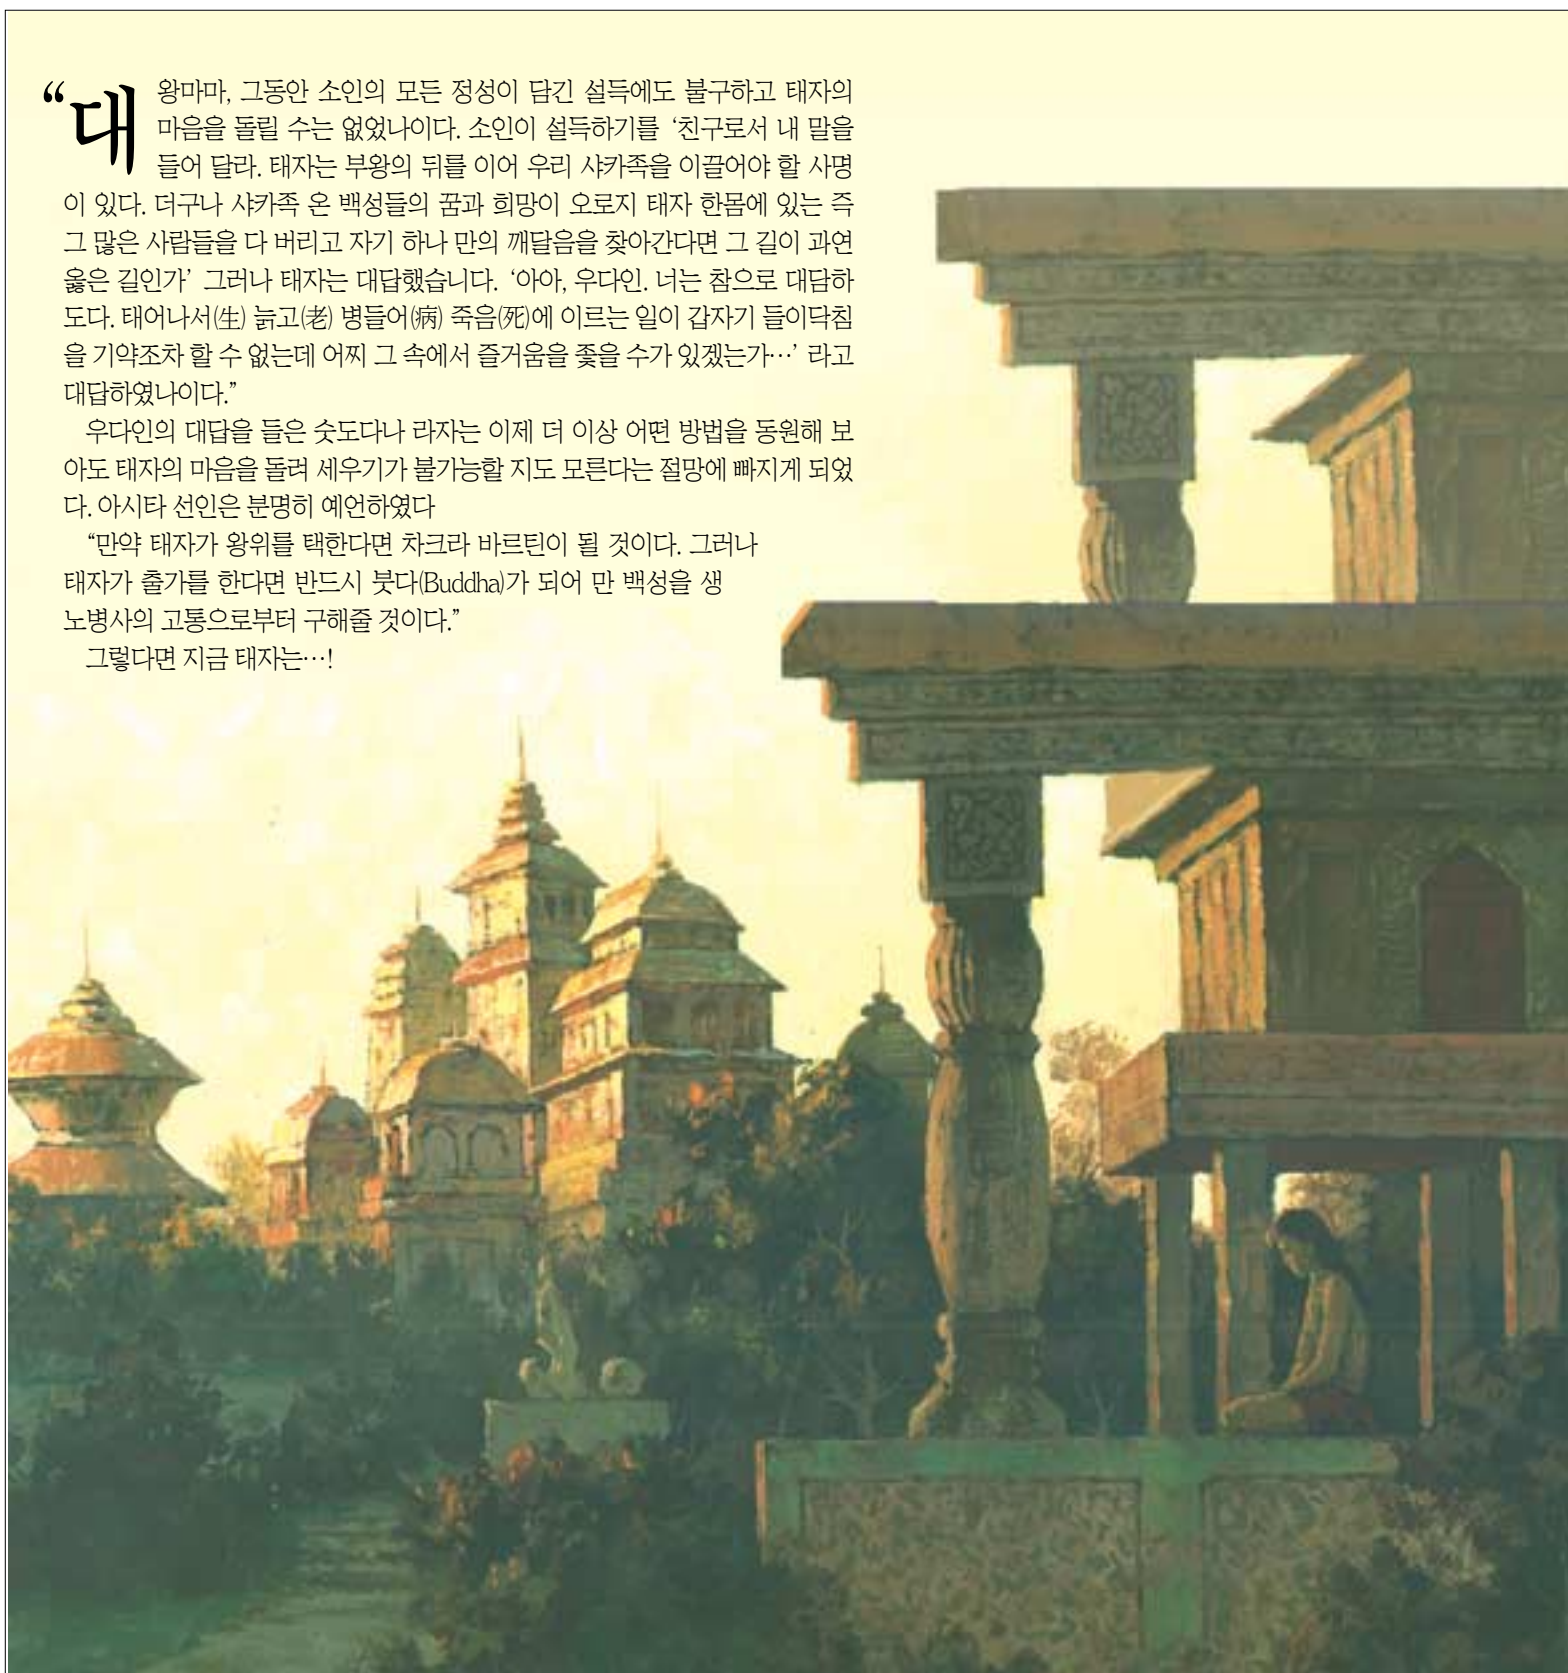 “대왕마마, 그동안 소인의 모든 정성이 담긴 설득에도 불구하고 태자의
마음을 돌릴 수는 없었나이다. 소인이 설득하기를 ‘친구로서 내 말을
들어 달라. 태자는 부왕의 뒤를 이어 우리 샤카족을 이끌어야 할 사명
이 있다. 더구나 샤카족 온 백성들의 꿈과 희망이 오로지 태자 한몸에 있는 즉
그 많은 사람들을 다 버리고 자기 하나 만의 깨달음을 찾아간다면 그 길이 과연
옳은 길인가’ 그러나 태자는 대답했습니다. ‘아아, 우다인. 너는 참으로 대담하
도다. 태어나서(生) 늙고(老) 병들어(病) 죽음(死)에 이르는 일이 갑자기 들이닥침
을 기약조차 할 수 없는데 어찌 그 속에서 즐거움을 좇을 수가 있겠는가…’ 라고
대답하였나이다.”
우다인의 대답을 들은 숫도다나 라자는 이제 더 이상 어떤 방법을 동원해 보
아도 태자의 마음을 돌려 세우기가 불가능할 지도 모른다는 절망에 빠지게 되었
다. 아시타 선인은 분명히 예언하였다
“만약 태자가 왕위를 택한다면 차크라 바르틴이 될 것이다. 그러나
태자가 출가를 한다면 반드시 붓다(Buddha)가 되어 만 백성을 생
노병사의 고통으로부터 구해줄 것이다.”
그렇다면 지금 태자는…!